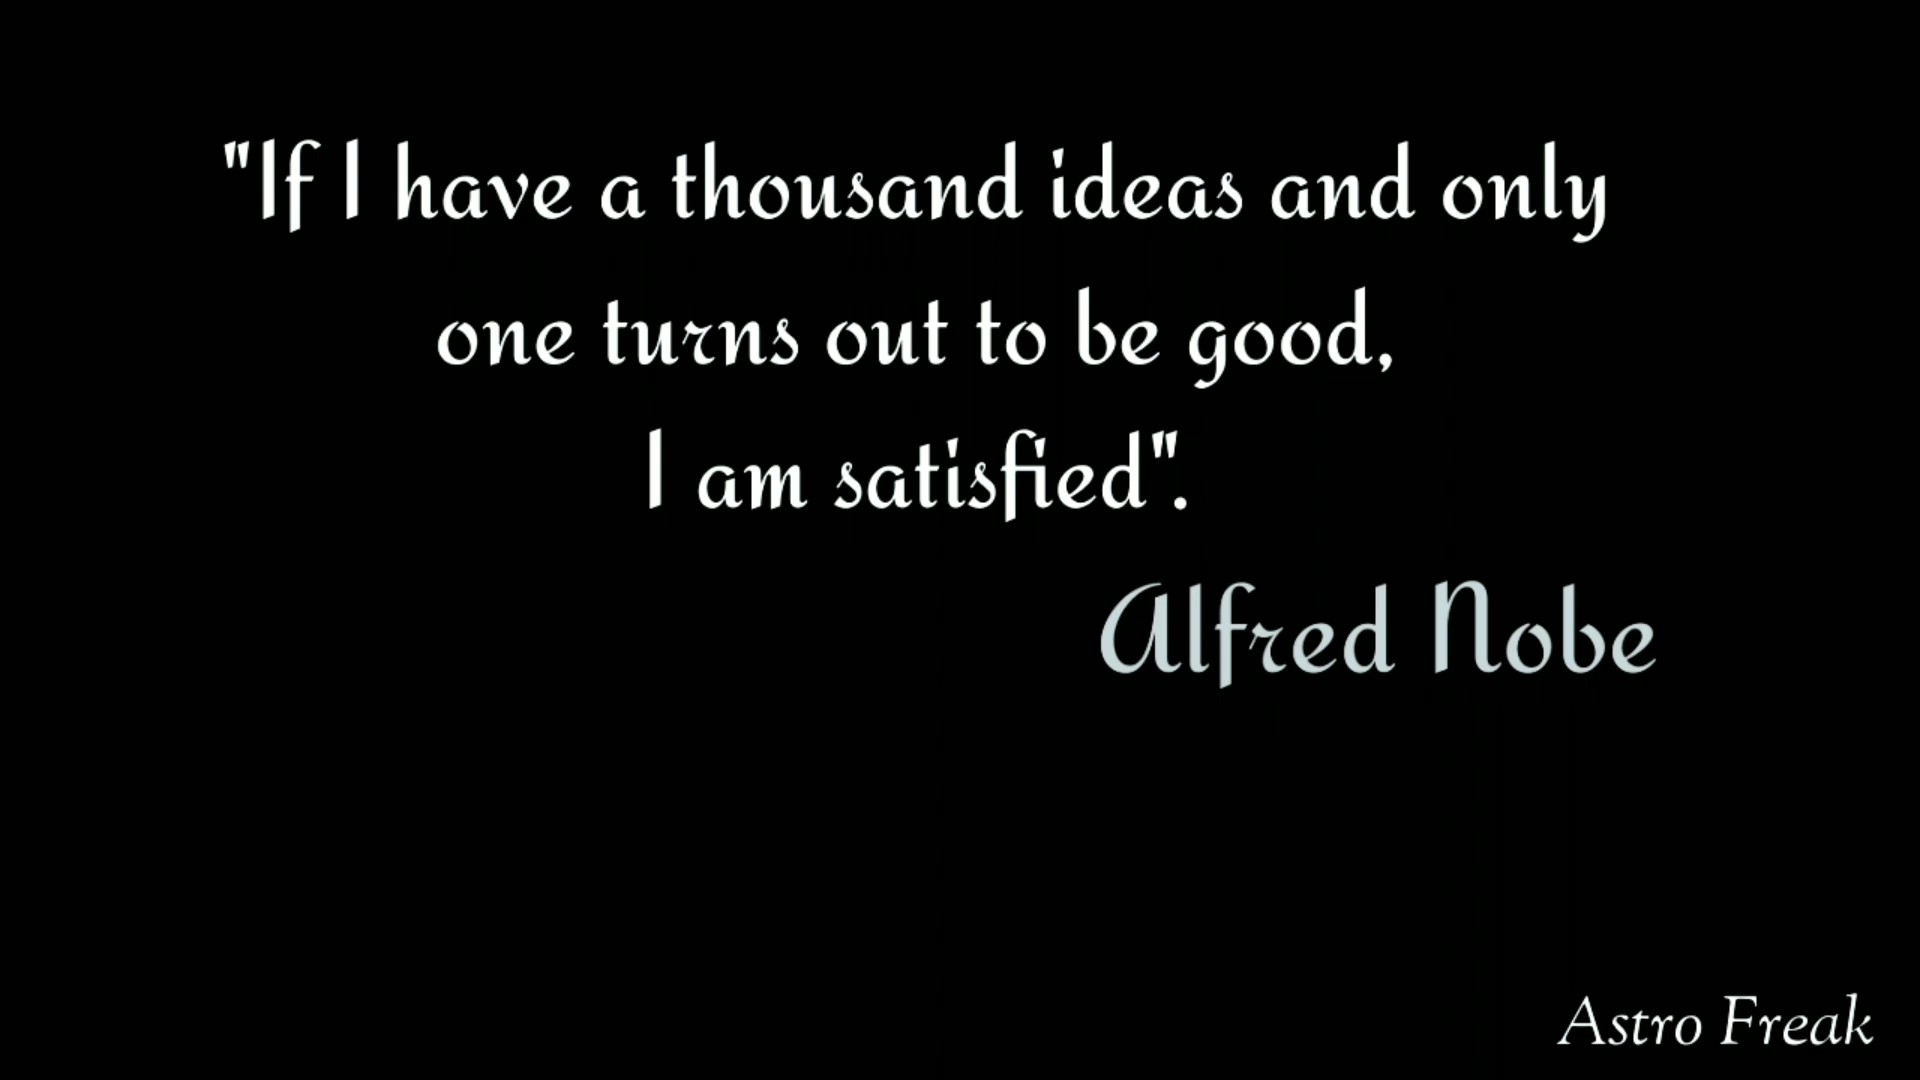 "If I have a thousand ideas and only
one turns out to be good,
I am satisfied".
Alfred Nobe
Astro Freak